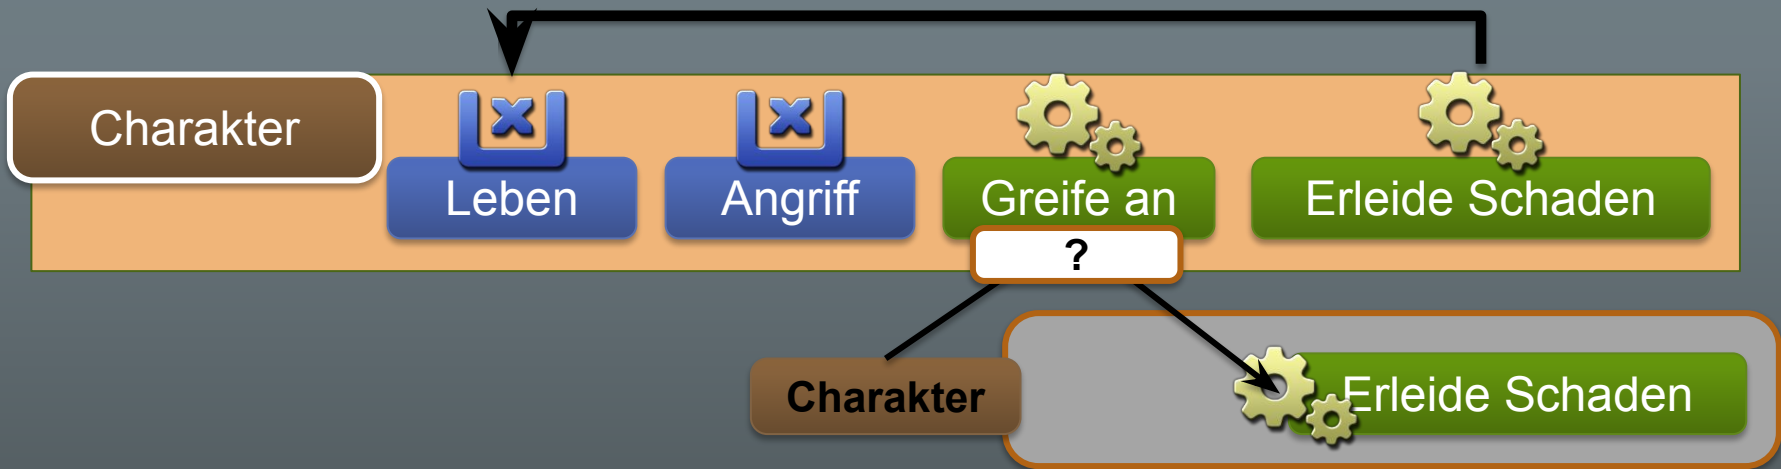 Charakter
Leben
Angriff
Greife an
Erleide Schaden
?
Charakter
Erleide Schaden